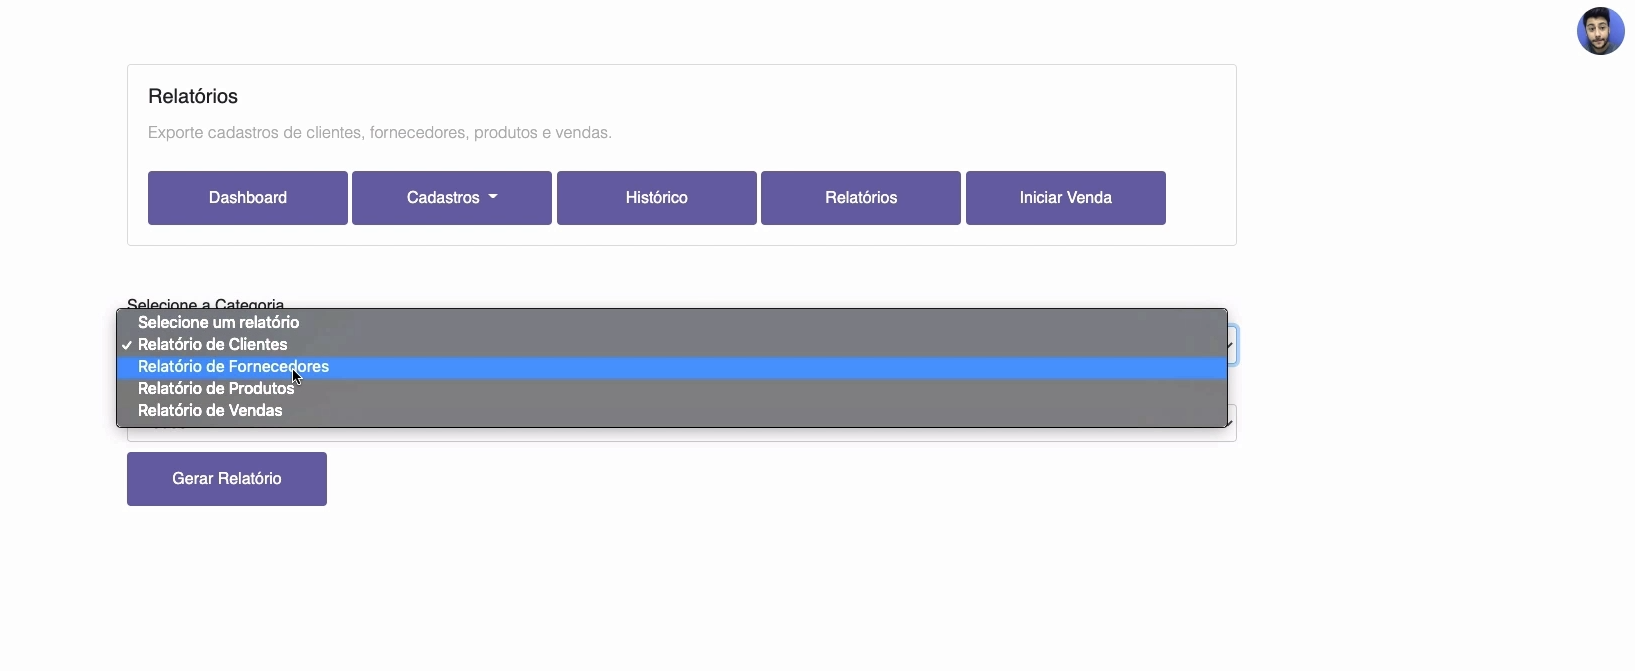 Relatórios
Exporte cadastros de clientes, fornecedores, produtos e vendas.
Dashboard
Cadastros
Histórico
Relatórios
Iniciar Venda
Selecione a Categoria
Selecione um relatório
Relatório de Clientes
Relatório de Fornecedores
Relatório de Produtos
Relatório de Vendas
Gerar Relatório